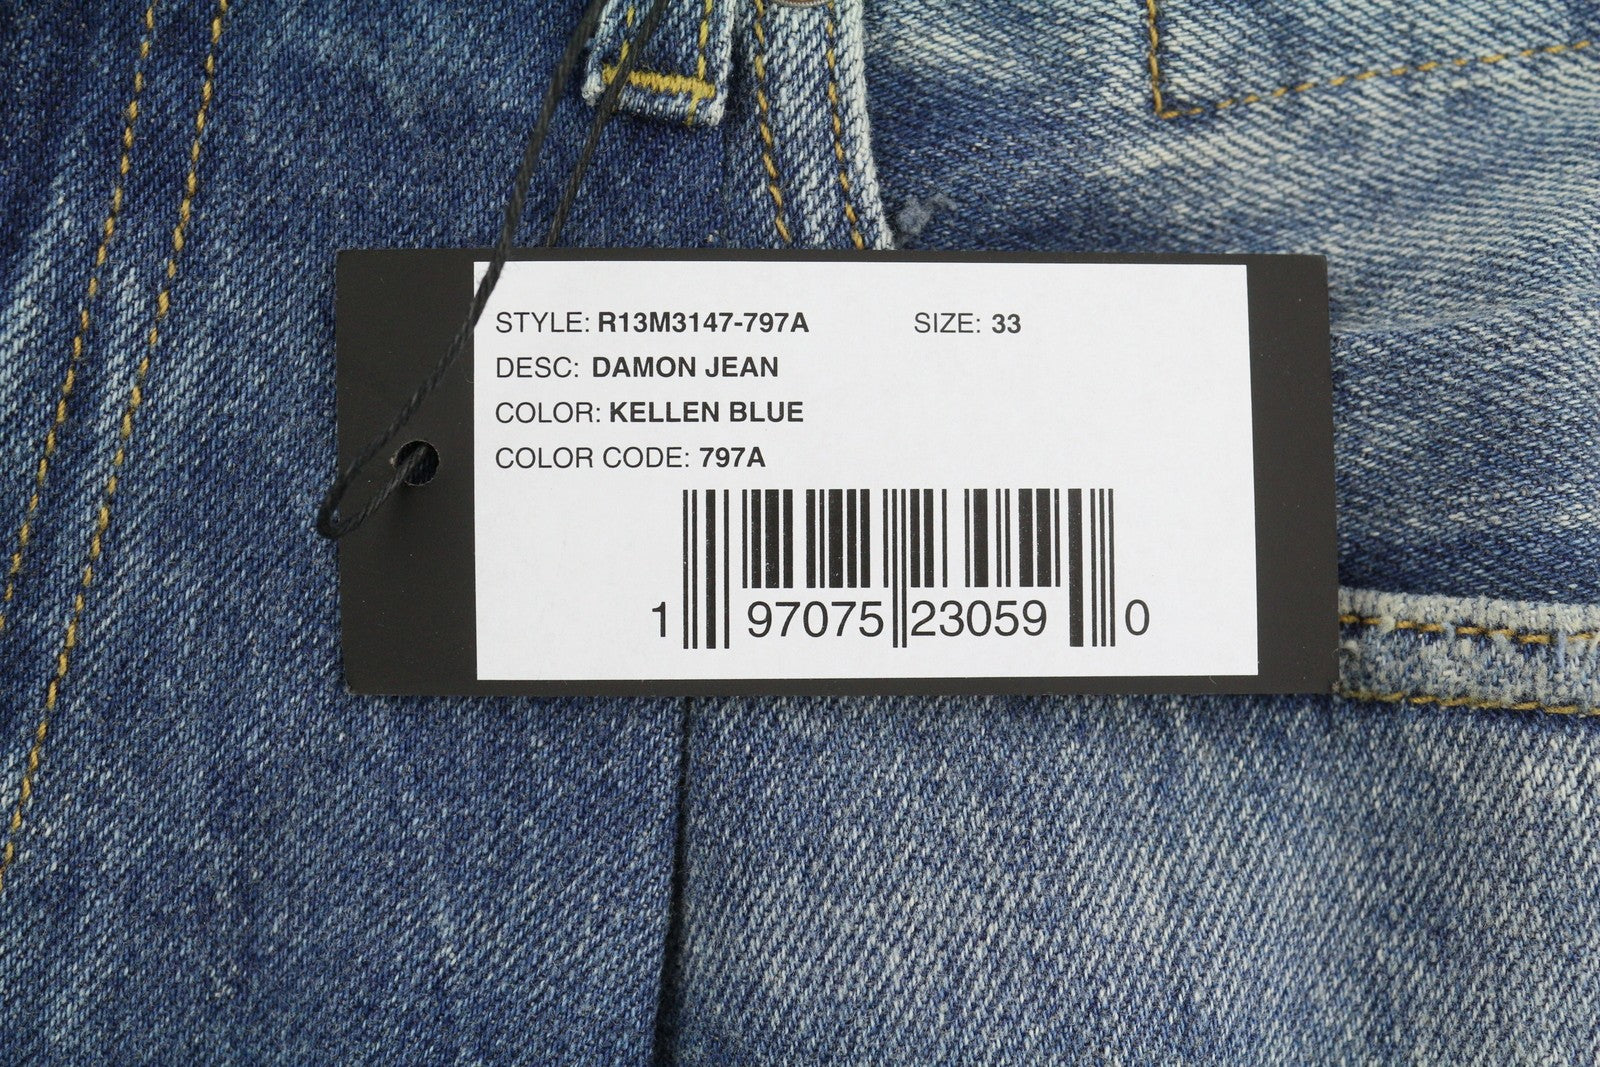 STYLE: R13M3147-797A SIZE: 33
DESC: DAMON JEAN
COLOR: KELLEN BLUE
COLOR CODE: 797A
1 97075 23059 0